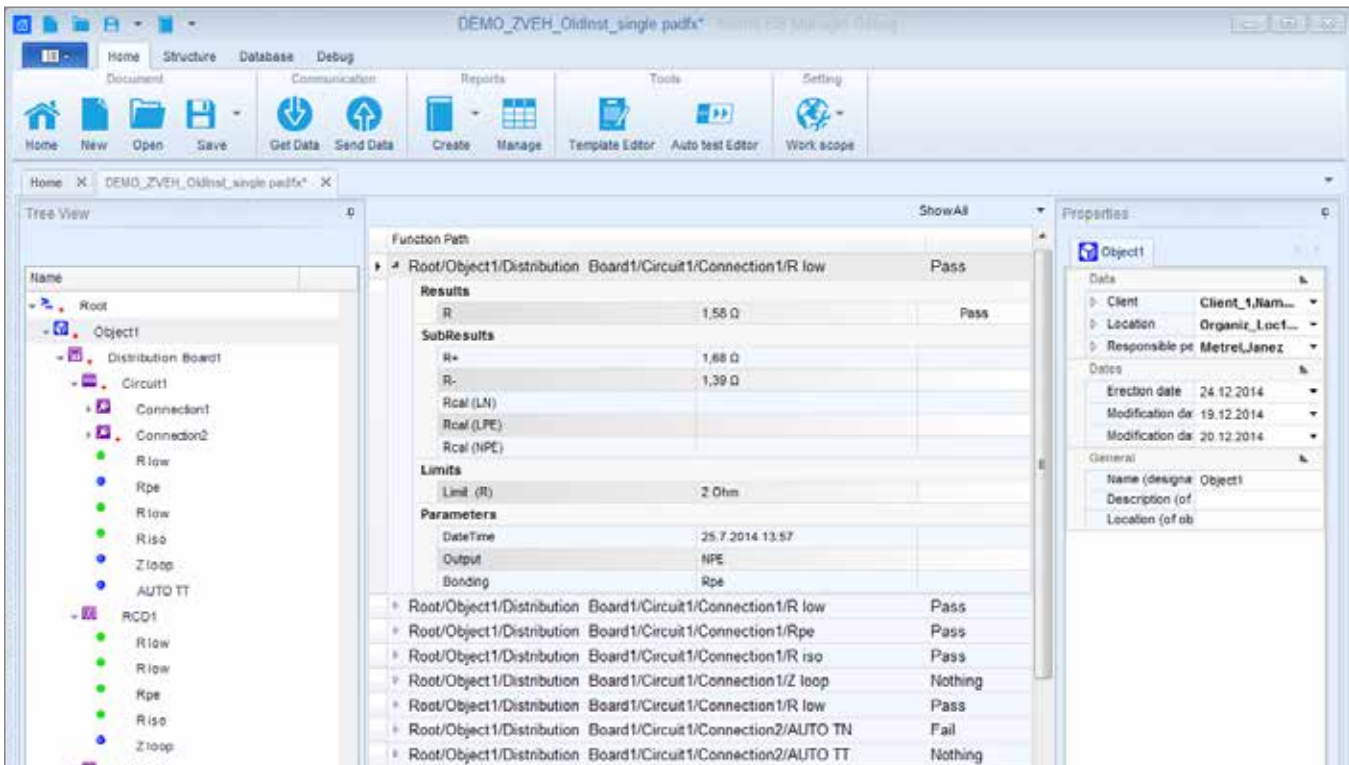 DEMO_ZVEH_OldInst_single padfx*
Home Structure Database Debug
Document Communication Reports Tools Setting
Home New Open Save Get Data Send Data Create Manage Template Editor Auto test Editor Work scope
Home X DEMO_ZVEH_OldInst_single padfx* X
Tree View
Name
Root
Object1
Distribution Board1
Circuit1
Connection1
Connection2
R low
Rpe
R low
R iso
Z loop
AUTO TT
RCD1
R low
R low
Rpe
R iso
Z loop
ShowAll
Function Path
Root/Object1/Distribution Board1/Circuit1/Connection1/R low Pass
Results
R 1,58 Ω Pass
SubResults
R+ 1,68 Ω
R- 1,39 Ω
Rcal (LN)
Rcal (LPE)
Rcal (NPE)
Limits
Limit (R) 2 Ohm
Parameters
DateTime 25.7.2014 13:57
Output NPE
Bonding Rpe
Root/Object1/Distribution Board1/Circuit1/Connection1/R low Pass
Root/Object1/Distribution Board1/Circuit1/Connection1/Rpe Pass
Root/Object1/Distribution Board1/Circuit1/Connection1/R iso Pass
Root/Object1/Distribution Board1/Circuit1/Connection1/Z loop Nothing
Root/Object1/Distribution Board1/Circuit1/Connection1/R low Pass
Root/Object1/Distribution Board1/Circuit1/Connection2/AUTO TN Fail
Root/Object1/Distribution Board1/Circuit1/Connection2/AUTO TT Nothing
Properties
Object1
Data
Client Client_1,Nam...
Location Organiz_Loc1...
Responsible pe Metrel,Janez
Dates
Erection date 24.12.2014
Modification da 19.12.2014
Modification da 20.12.2014
General
Name (designa Object1
Description (of
Location (of ob